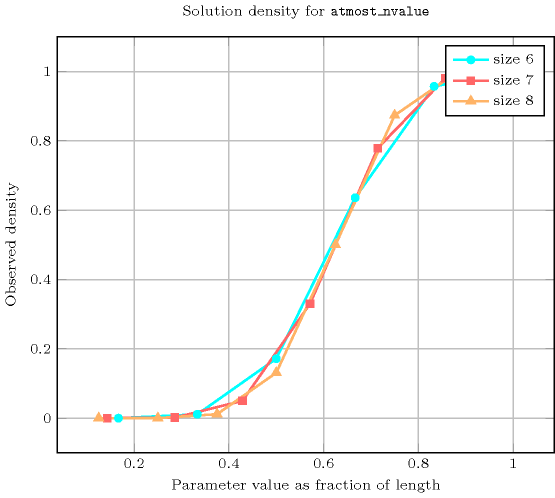 Solution density for atmost_nvalue
size 6
size 7
size 8
1
0.8
0.6
0.4
0.2
0
Observed density
0.2 0.4 0.6 0.8 1
Parameter value as fraction of length